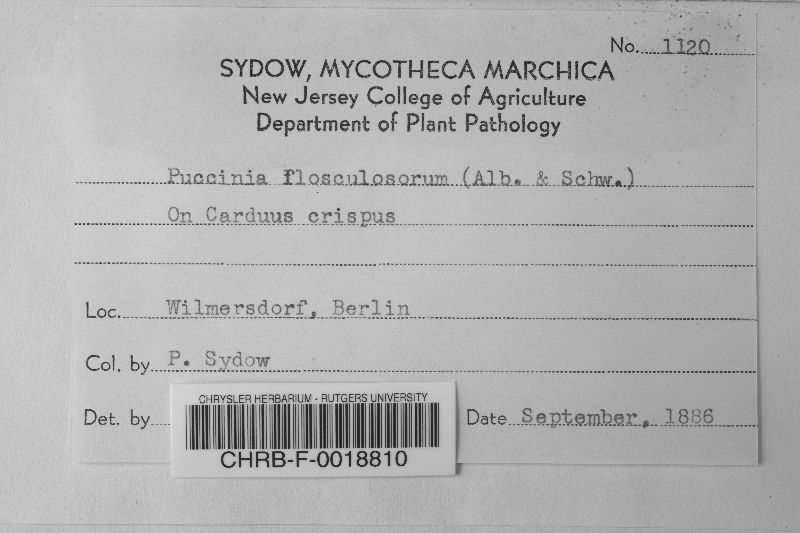 No. 1120
SYDOW, MYCOTHECA MARCHICA
New Jersey College of Agriculture
Department of Plant Pathology
Puccinia flosculosorum (Alb. & Schw.)
On Carduus crispus
Loc. Wilmersdorf, Berlin
Col. by P. Sydow
Det. by
Date September, 1886
CHRYSLER HERBARIUM - RUTGERS UNIVERSITY
CHRB-F-0018810